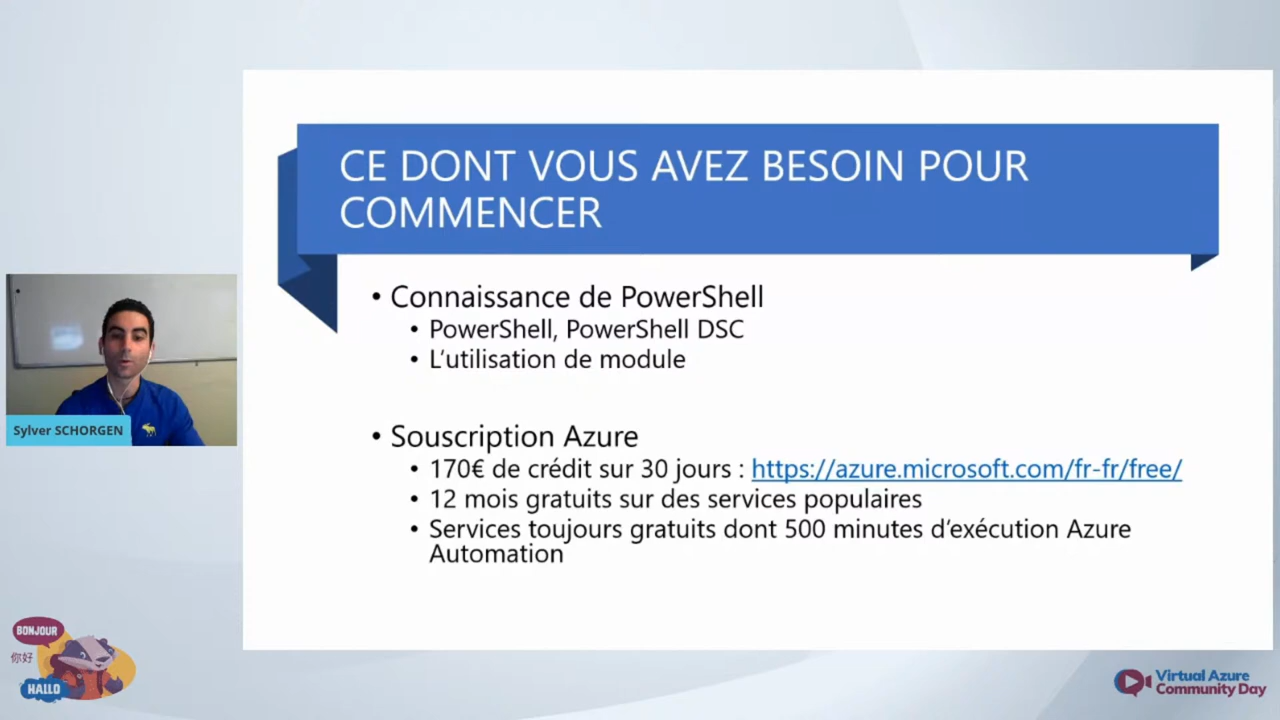 CE DONT VOUS AVEZ BESOIN POUR
COMMENCER
• Connaissance de PowerShell
• PowerShell, PowerShell DSC
• L'utilisation de module
• Souscription Azure
• 170€ de crédit sur 30 jours : https://azure.microsoft.com/fr-fr/free/
• 12 mois gratuits sur des services populaires
• Services toujours gratuits dont 500 minutes d'exécution Azure
Automation
Sylver SCHORGEN
BONJOUR
你好
HALLO
Virtual Azure
Community Day